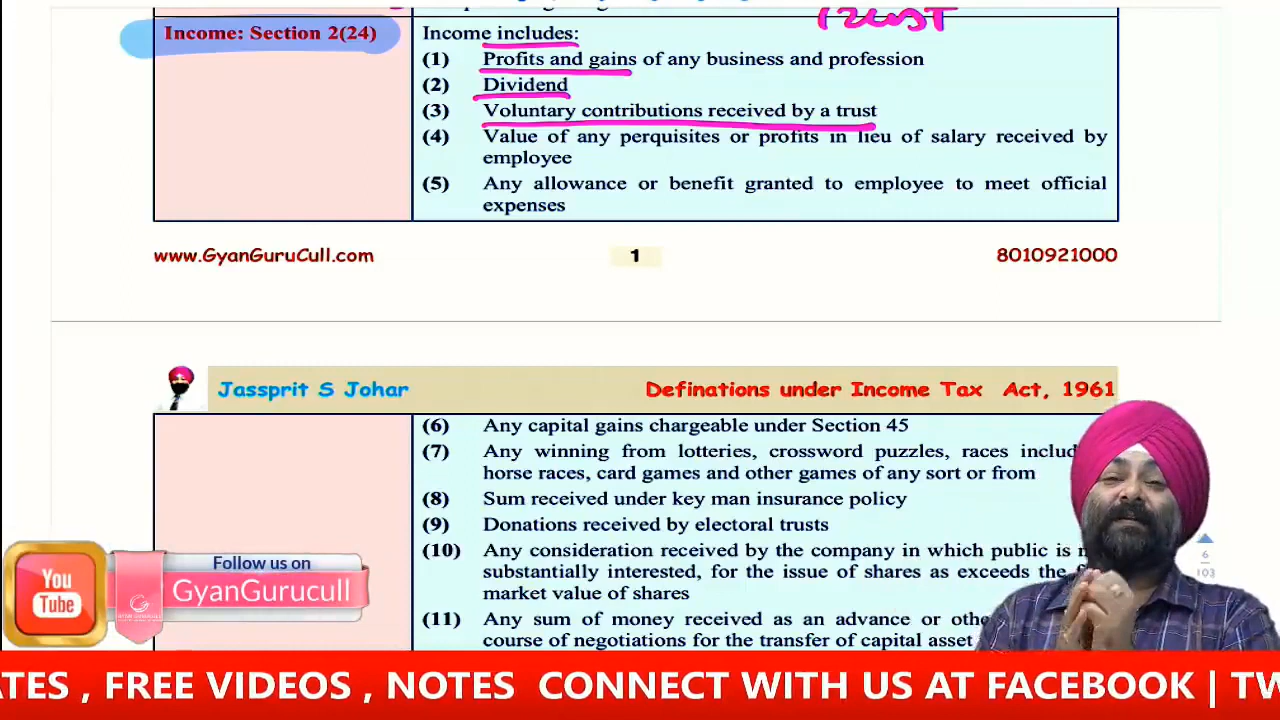 Trust
Income: Section 2(24)
Income includes:
(1) Profits and gains of any business and profession
(2) Dividend
(3) Voluntary contributions received by a trust
(4) Value of any perquisites or profits in lieu of salary received by
employee
(5) Any allowance or benefit granted to employee to meet official
expenses
www.GyanGuruCull.com 1 8010921000
Jassprit S Johar Definations under Income Tax Act, 1961
(6) Any capital gains chargeable under Section 45
(7) Any winning from lotteries, crossword puzzles, races includ
horse races, card games and other games of any sort or from
(8) Sum received under key man insurance policy
(9) Donations received by electoral trusts
(10) Any consideration received by the company in which public is
substantially interested, for the issue of shares as exceeds the
market value of shares
(11) Any sum of money received as an advance or
course of negotiations for the transfer of capital asset
6
103
You
Tube
Follow us on
GyanGurucull
ATES , FREE VIDEOS , NOTES CONNECT WITH US AT FACEBOOK | TW